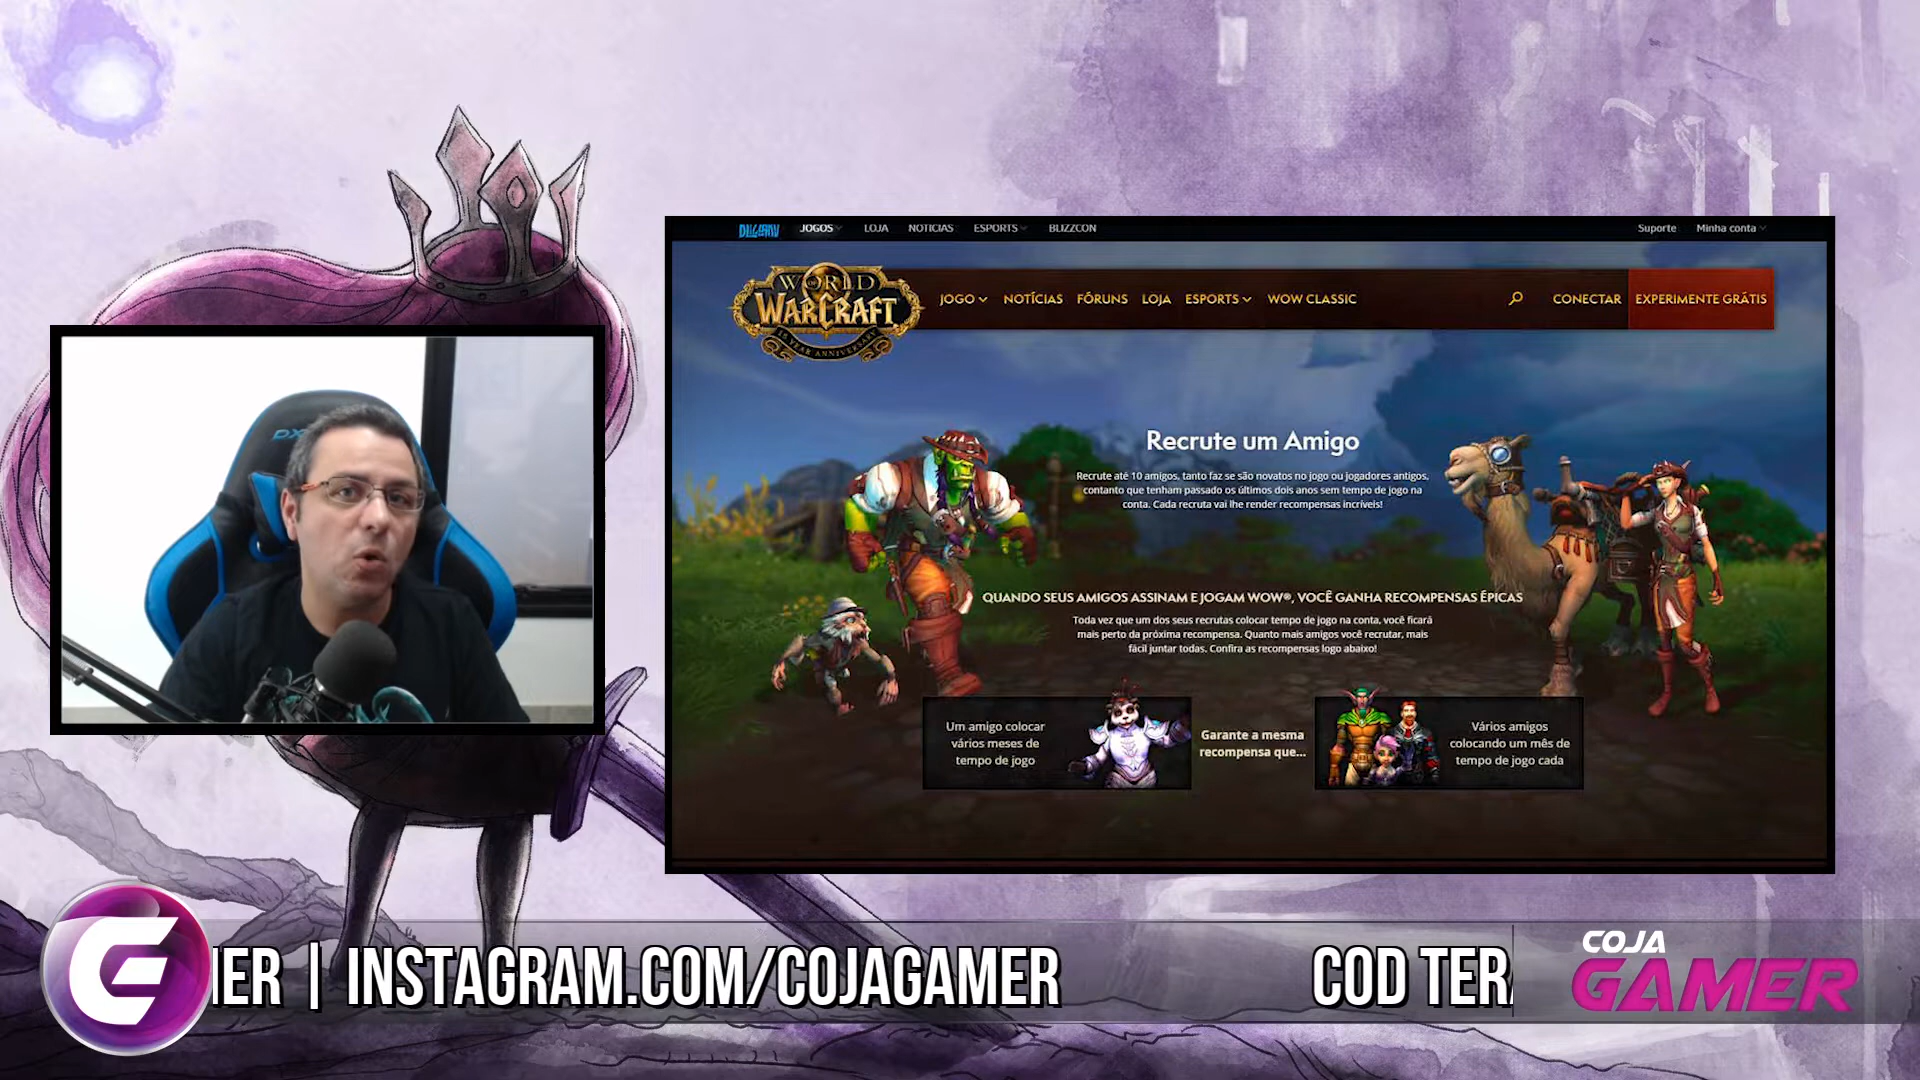 BLIZZARD JOGOS LOJA NOTÍCIAS ESPORTS BLIZZCON Suporte Minha conta
WORLD OF WARCRAFT
15 YEAR ANNIVERSARY
JOGO NOTÍCIAS FÓRUNS LOJA ESPORTS WOW CLASSIC CONECTAR EXPERIMENTE GRÁTIS
DX
Recrute um Amigo
Recrute até 10 amigos, tanto faz se são novatos no jogo ou jogadores antigos,
contanto que tenham passado os últimos dois anos sem tempo de jogo na
conta. Cada recruta vai lhe render recompensas incríveis!
QUANDO SEUS AMIGOS ASSINAM E JOGAM WOW®, VOCÊ GANHA RECOMPENSAS ÉPICAS
Toda vez que um dos seus recrutas colocar tempo de jogo na conta, você ficará
mais perto da próxima recompensa. Quanto mais amigos você recrutar, mais
fácil juntar todas. Confira as recompensas logo abaixo!
Um amigo colocar
vários meses de
tempo de jogo
Garante a mesma
recompensa que...
Vários amigos
colocando um mês de
tempo de jogo cada
MER | INSTAGRAM.COM/COJAGAMER COD TERA
COJA
GAMER